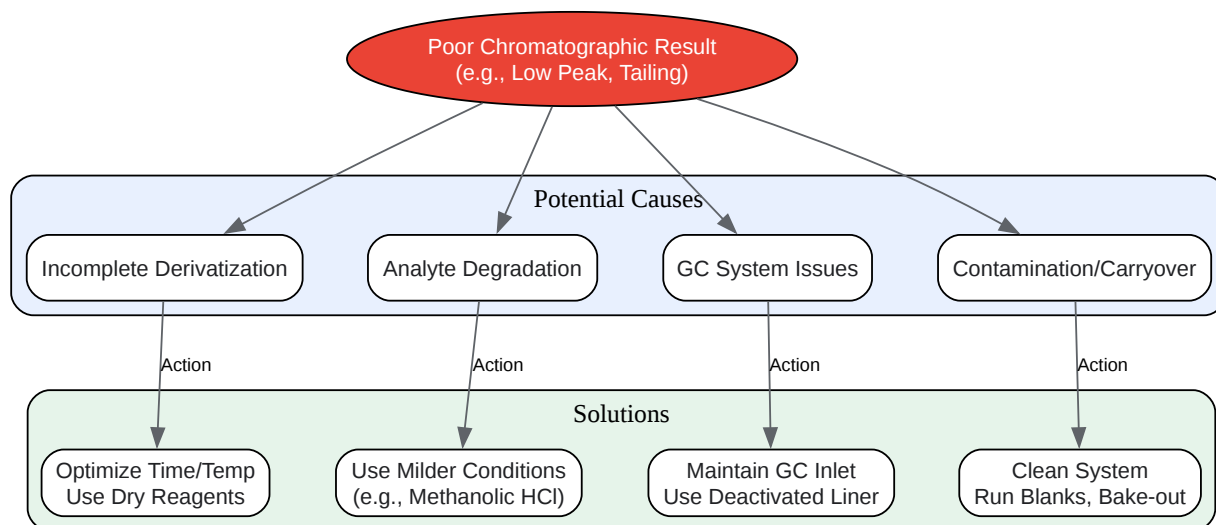 Poor Chromatographic Result
(e.g., Low Peak, Tailing)
Potential Causes
Incomplete Derivatization
Analyte Degradation
GC System Issues
Contamination/Carryover
Action
Action
Action
Action
Solutions
Optimize Time/Temp
Use Dry Reagents
Use Milder Conditions
(e.g., Methanolic HCl)
Maintain GC Inlet
Use Deactivated Liner
Clean System
Run Blanks, Bake-out